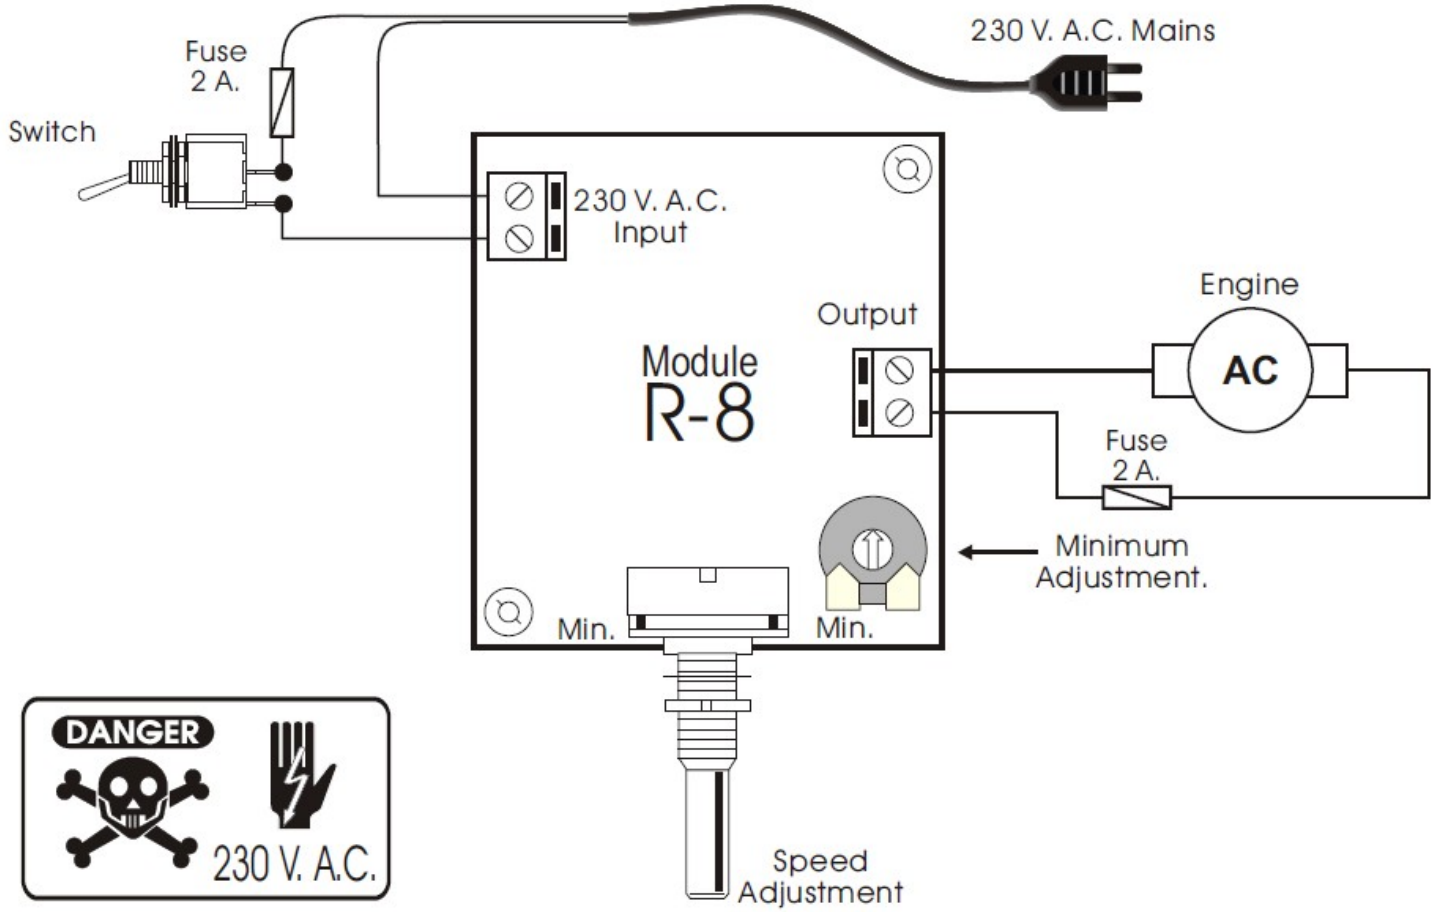 230 V. A.C. Mains
Fuse
2 A.
Switch
230 V. A.C.
Input
Engine
Output
AC
Module
R-8
Fuse
2 A.
Minimum
Adjustment.
Min.
Min.
DANGER
230 V. A.C.
Speed
Adjustment